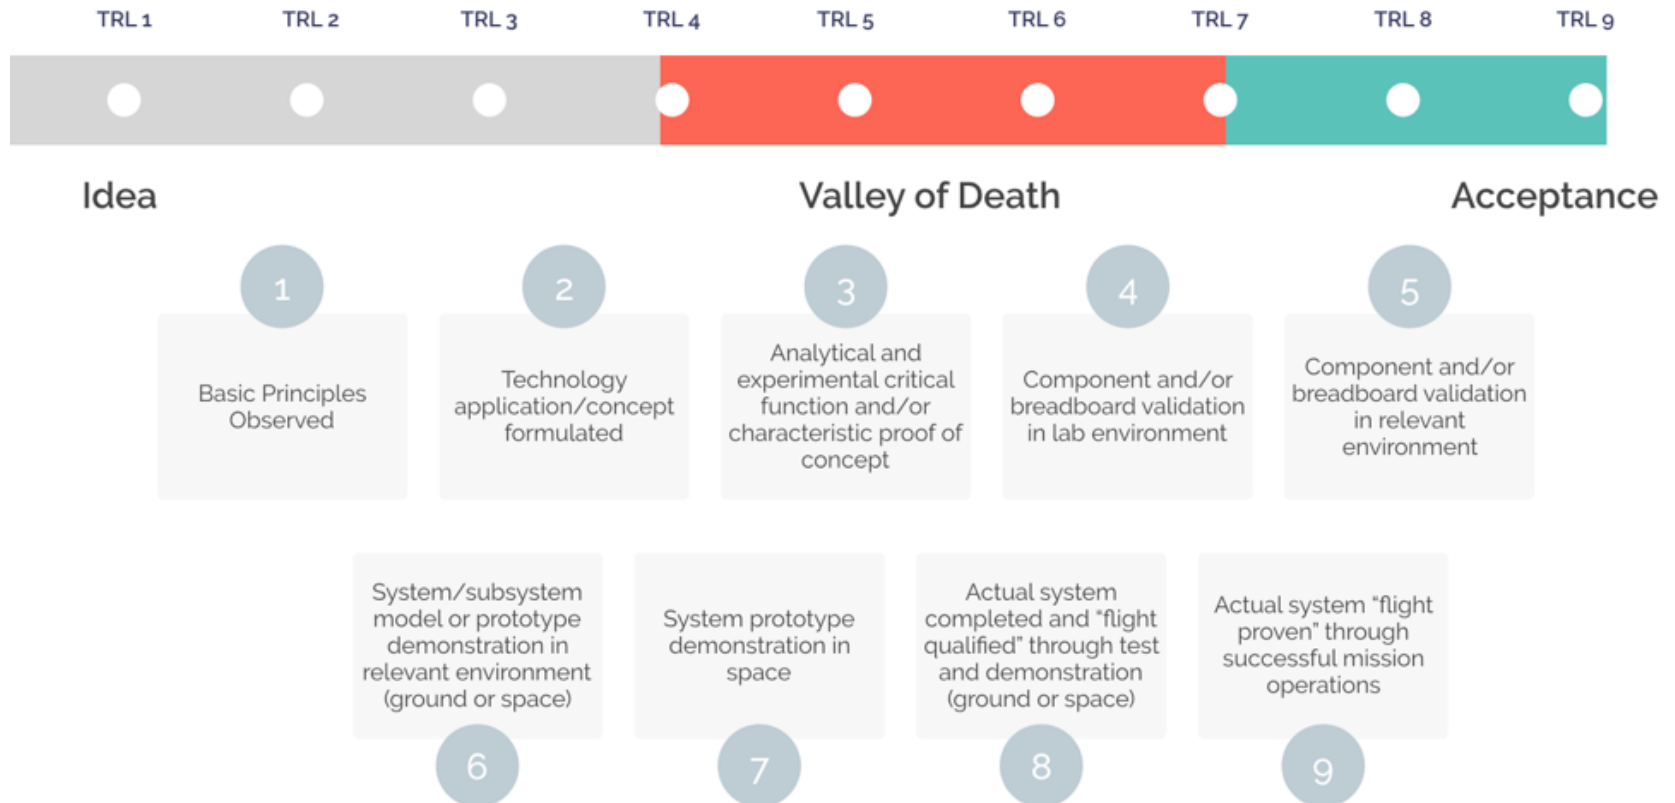 TRL 1 TRL 2 TRL 3 TRL 4 TRL 5 TRL 6 TRL 7 TRL 8 TRL 9
Idea Valley of Death Acceptance
1
Basic Principles
Observed
2
Technology
application/concept
formulated
3
Analytical and
experimental critical
function and/or
characteristic proof of
concept
4
Component and/or
breadboard validation
in lab environment
5
Component and/or
breadboard validation
in relevant
environment
System/subsystem
model or prototype
demonstration in
relevant environment
(ground or space)
6
System prototype
demonstration in
space
7
Actual system
completed and “flight
qualified” through test
and demonstration
(ground or space)
8
Actual system “flight
proven” through
successful mission
operations
9